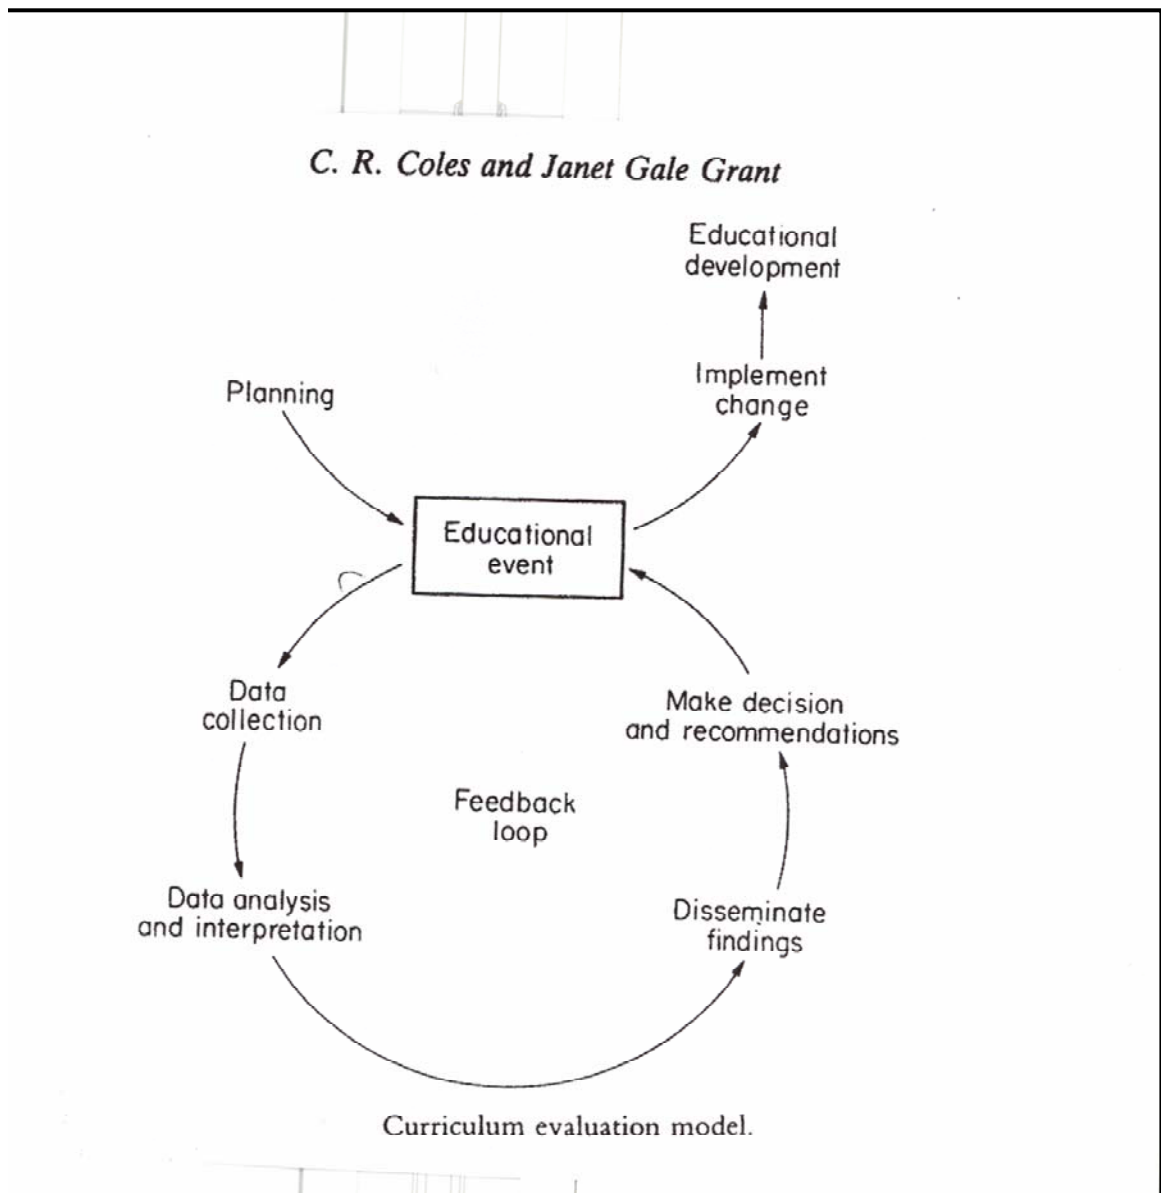 C. R. Coles and Janet Gale Grant
Educational
development
Implement
change
Planning
Educational
event
Data
collection
Make decision
and recommendations
Feedback
loop
Data analysis
and interpretation
Disseminate
findings
Curriculum evaluation model.